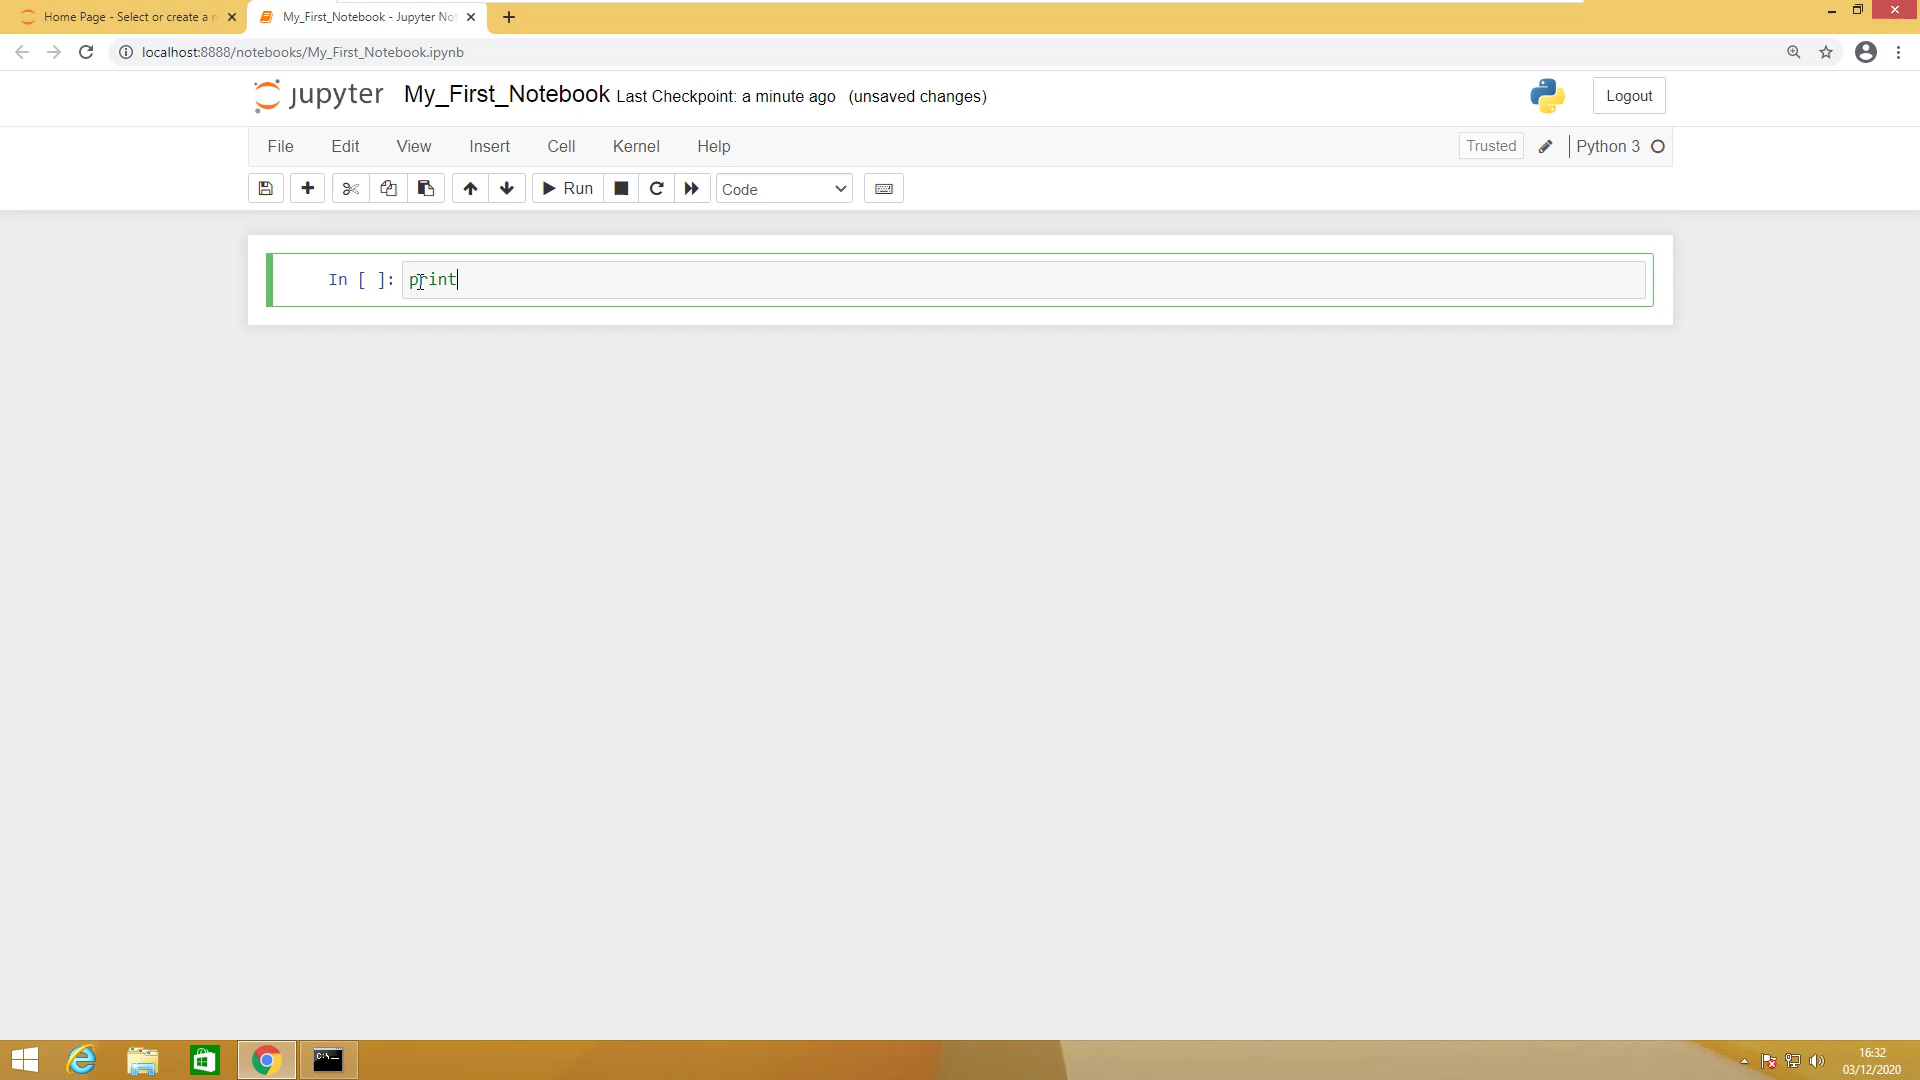 Home Page - Select or create a n
My_First_Notebook - Jupyter Not
localhost:8888/notebooks/My_First_Notebook.ipynb
jupyter My_First_Notebook Last Checkpoint: a minute ago (unsaved changes)
Logout
File Edit View Insert Cell Kernel Help
Trusted
Python 3
Run
Code
In [ ]: print
C:\
16:32
03/12/2020